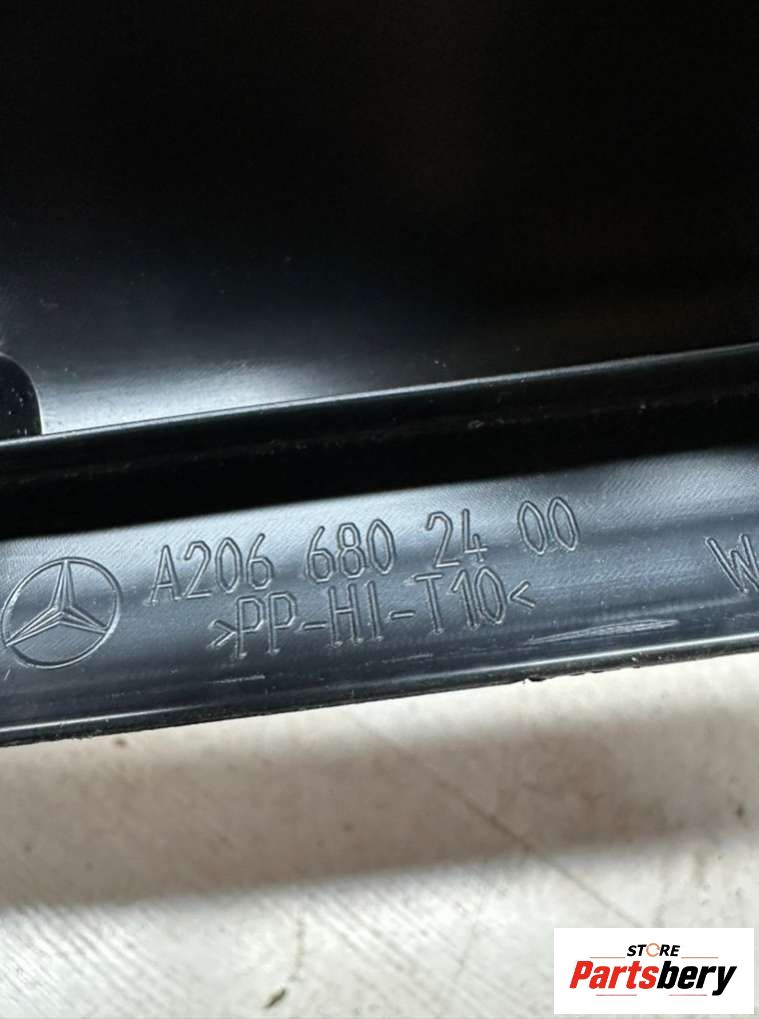 A206 680 24 00
>PP-HI-T10<
W
STORE
Partsbery